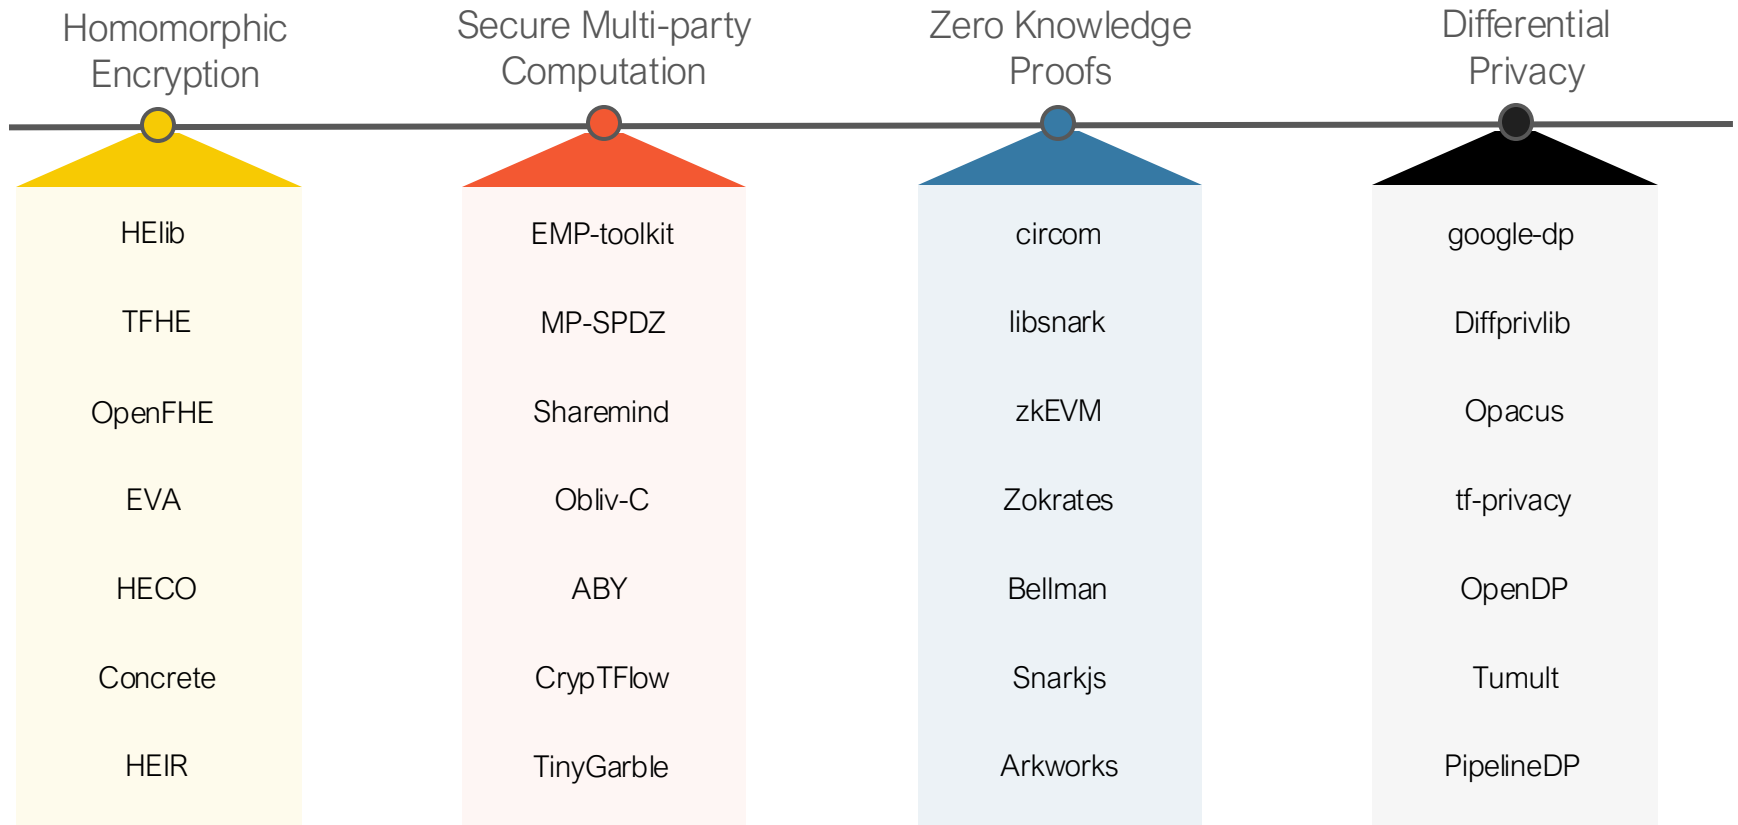 Homomorphic
Encryption
HElib
TFHE
OpenFHE
EVA
HECO
Concrete
HEIR
Secure Multi-party
Computation
EMP-toolkit
MP-SPDZ
Sharemind
Obliv-C
ABY
CrypTFlow
TinyGarble
Zero Knowledge
Proofs
circom
libsnark
zkEVM
Zokrates
Bellman
Snarkjs
Arkworks
Differential
Privacy
google-dp
Diffprivlib
Opacus
tf-privacy
OpenDP
Tumult
PipelineDP